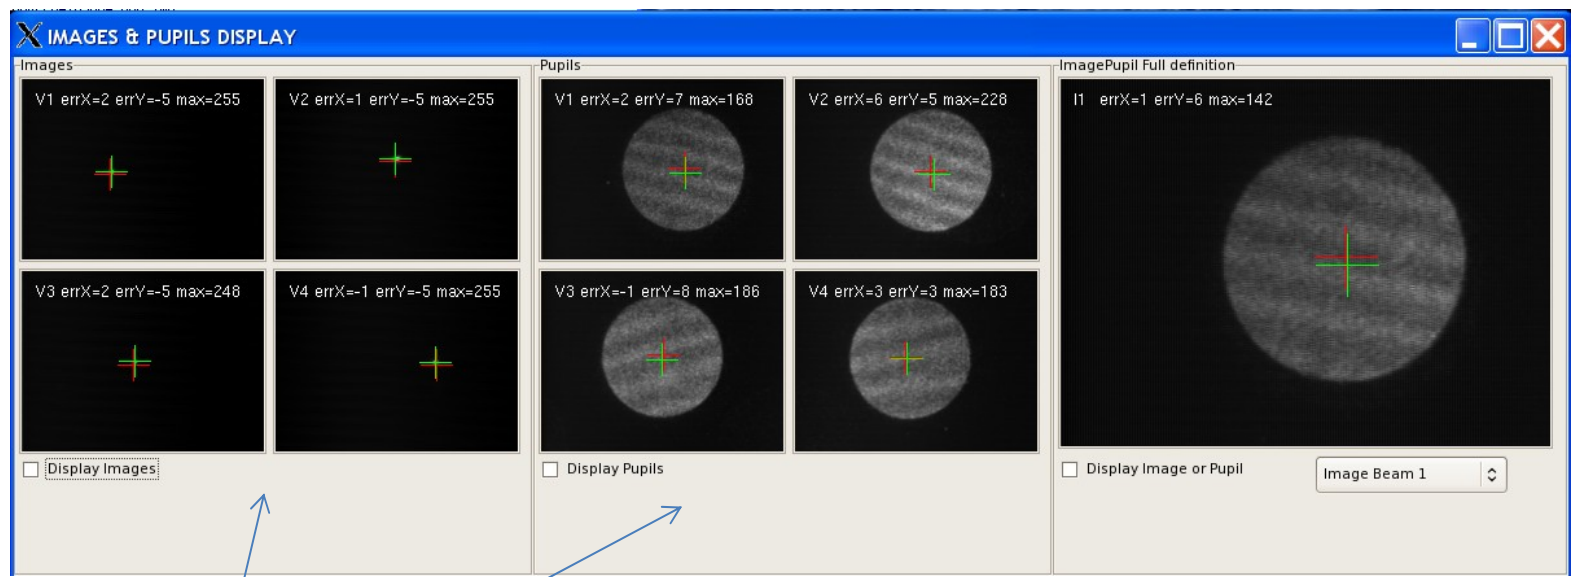 IMAGES & PUPILS DISPLAY
Images
V1 errX=2 errY=-5 max=255
V2 errX=1 errY=-5 max=255
V3 errX=2 errY=-5 max=248
V4 errX=-1 errY=-5 max=255
Display Images
Pupils
V1 errX=2 errY=7 max=168
V2 errX=6 errY=5 max=228
V3 errX=-1 errY=8 max=186
V4 errX=3 errY=3 max=183
Display Pupils
ImagePupil Full definition
I1 errX=1 errY=6 max=142
Display Image or Pupil
Image Beam 1